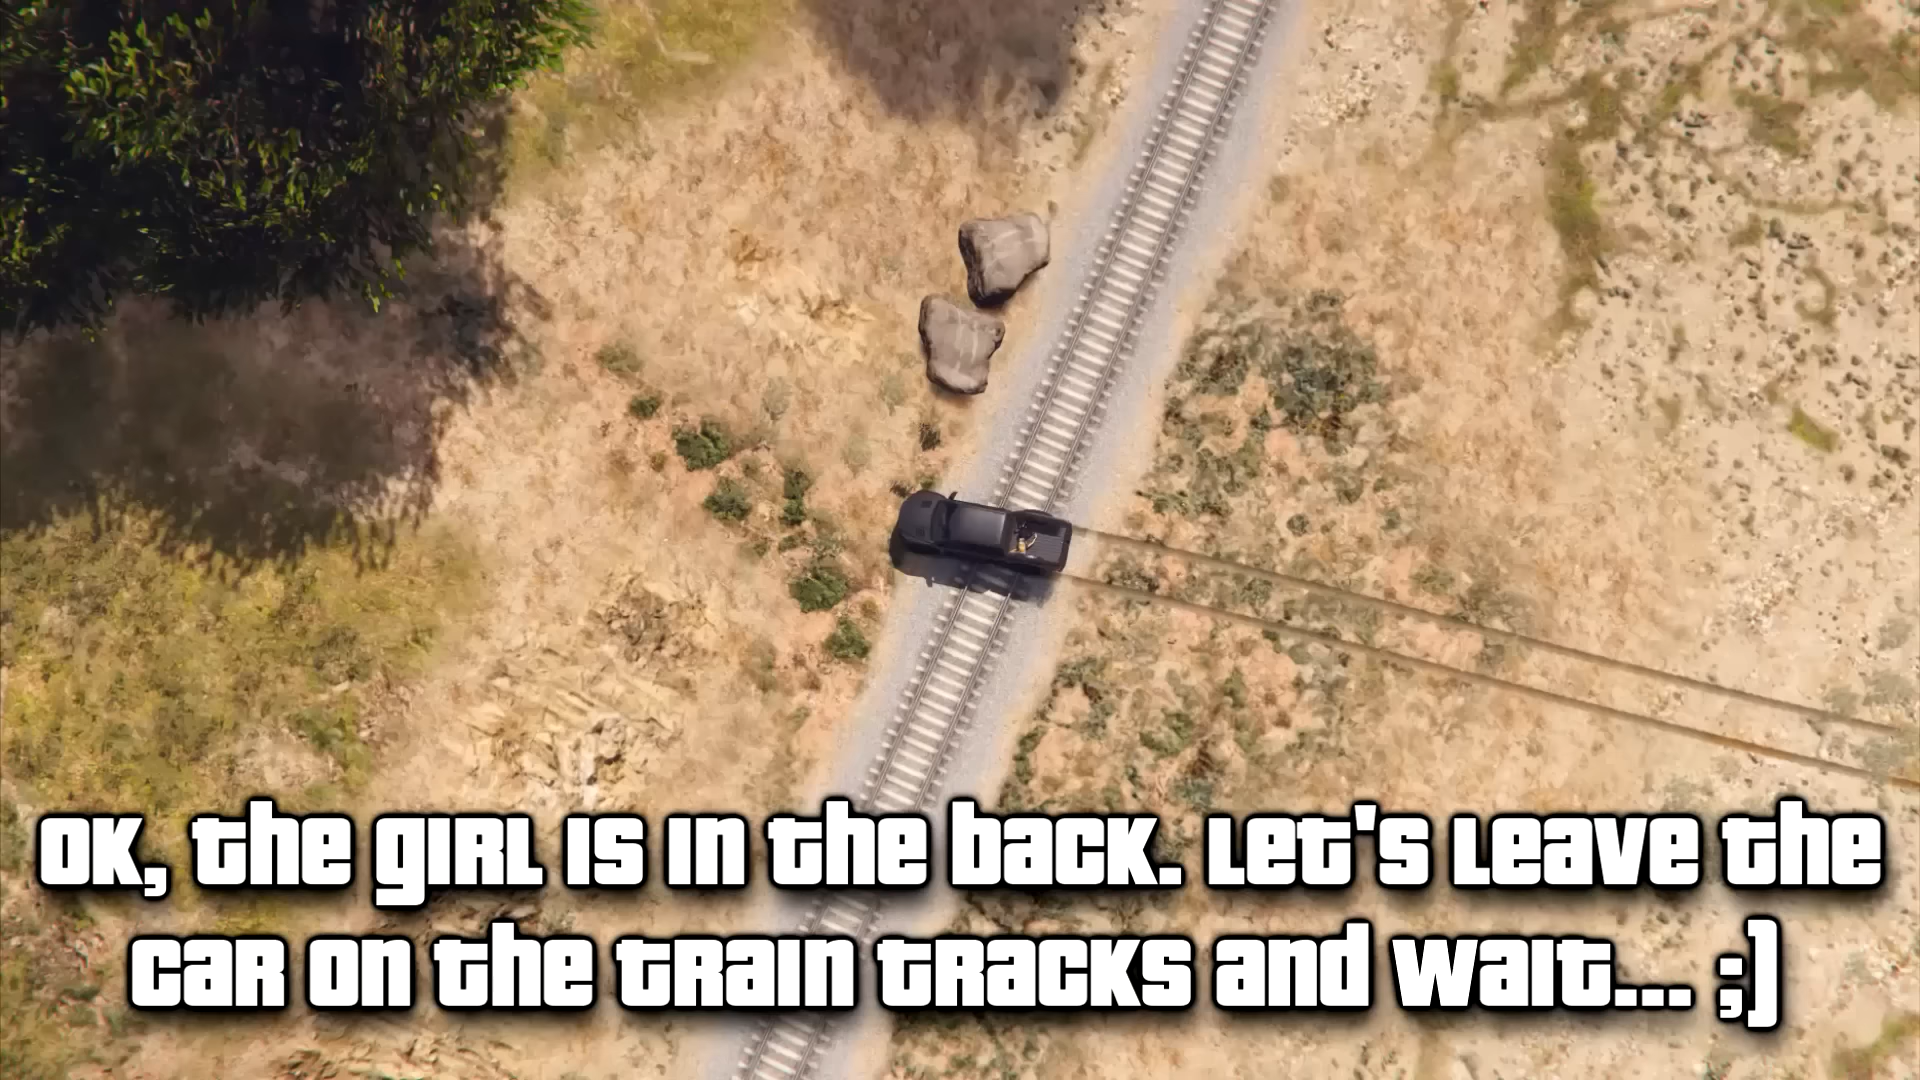 OK, the girl is in the back. Let's leave the
car on the train tracks and wait... ;)